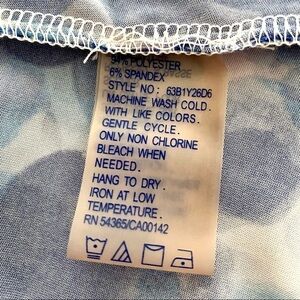 94% POLYESTER
6% SPANDEX
STYLE NO: 63B1Y26D6
MACHINE WASH COLD.
WITH LIKE COLORS.
GENTLE CYCLE.
ONLY NON CHLORINE
BLEACH WHEN
NEEDED.
HANG TO DRY.
IRON AT LOW
TEMPERATURE.
RN 54365/CA00142